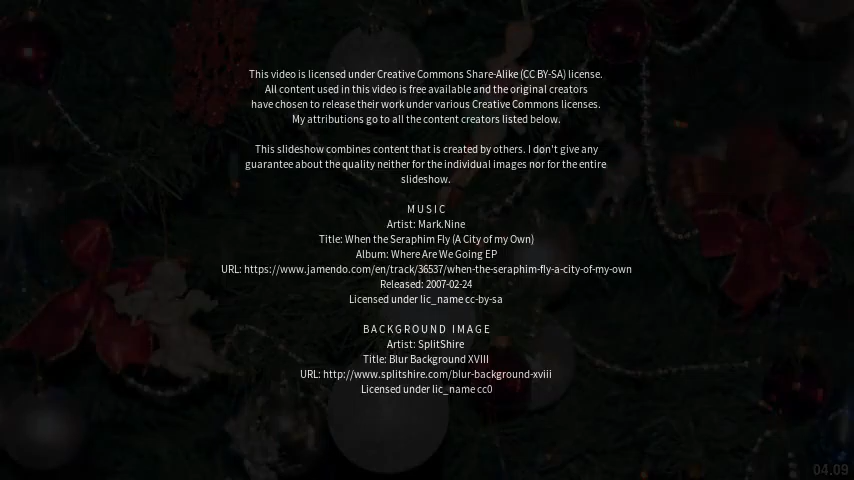 This video is licensed under Creative Commons Share-Alike (CC BY-SA) license.
All content used in this video is free available and the original creators
have chosen to release their work under various Creative Commons licenses.
My attributions go to all the content creators listed below.
This slideshow combines content that is created by others. I don't give any
guarantee about the quality neither for the individual images nor for the entire
slideshow.
MUSIC
Artist: Mark.Nine
Title: When the Seraphim Fly (A City of my Own)
Album: Where Are We Going EP
URL: https://www.jamendo.com/en/track/36537/when-the-seraphim-fly-a-city-of-my-own
Released: 2007-02-24
Licensed under lic_name cc-by-sa
BACKGROUND IMAGE
Artist: SplitShire
Title: Blur Background XVIII
URL: http://www.splitshire.com/blur-background-xviii
Licensed under lic_name cc0
04.09